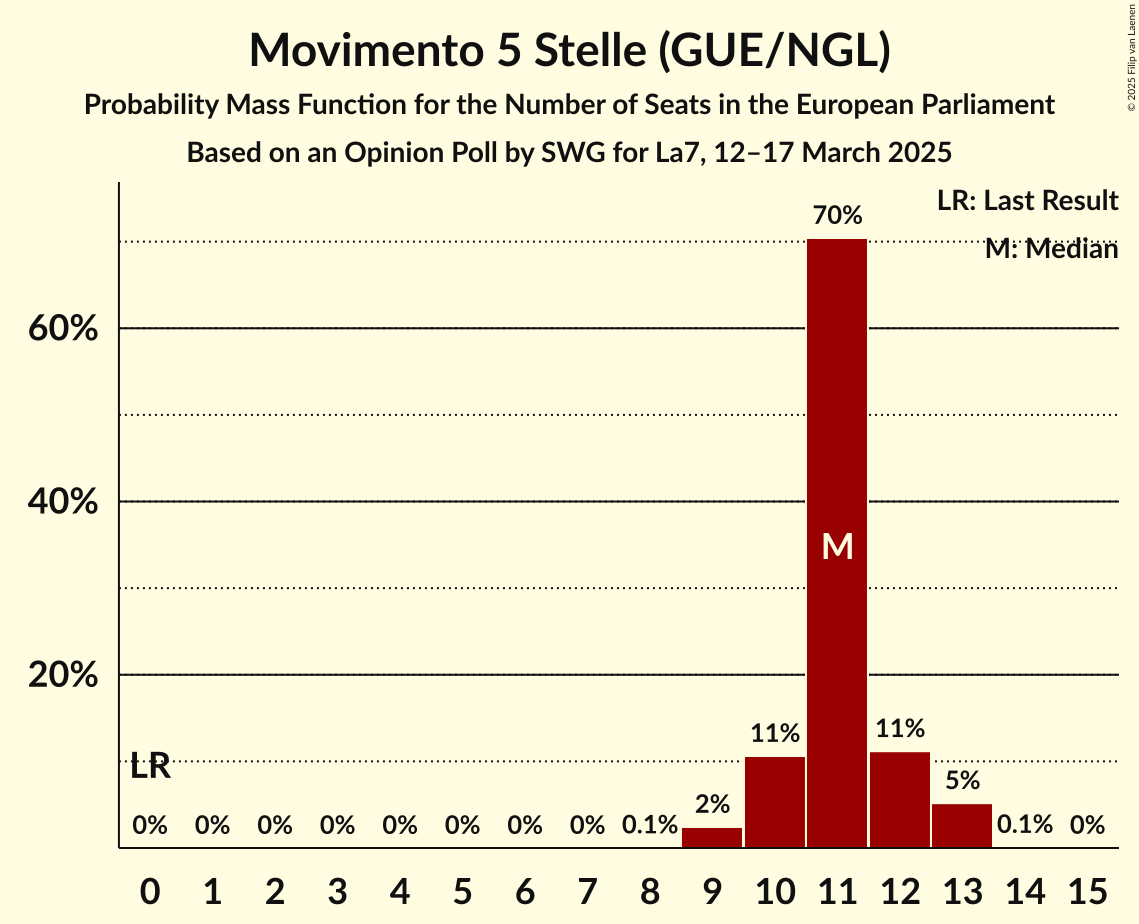 Movimento 5 Stelle (GUE/NGL)
Probability Mass Function for the Number of Seats in the European Parliament
Based on an Opinion Poll by SWG for La7, 12–17 March 2025
© 2025 Filip van Laenen
LR: Last Result
M: Median
70%
60%
40%
M
20%
11% 11%
LR
5%
2%
0% 0% 0% 0% 0% 0% 0% 0% 0.1% 0.1% 0%
0 1 2 3 4 5 6 7 8 9 10 11 12 13 14 15